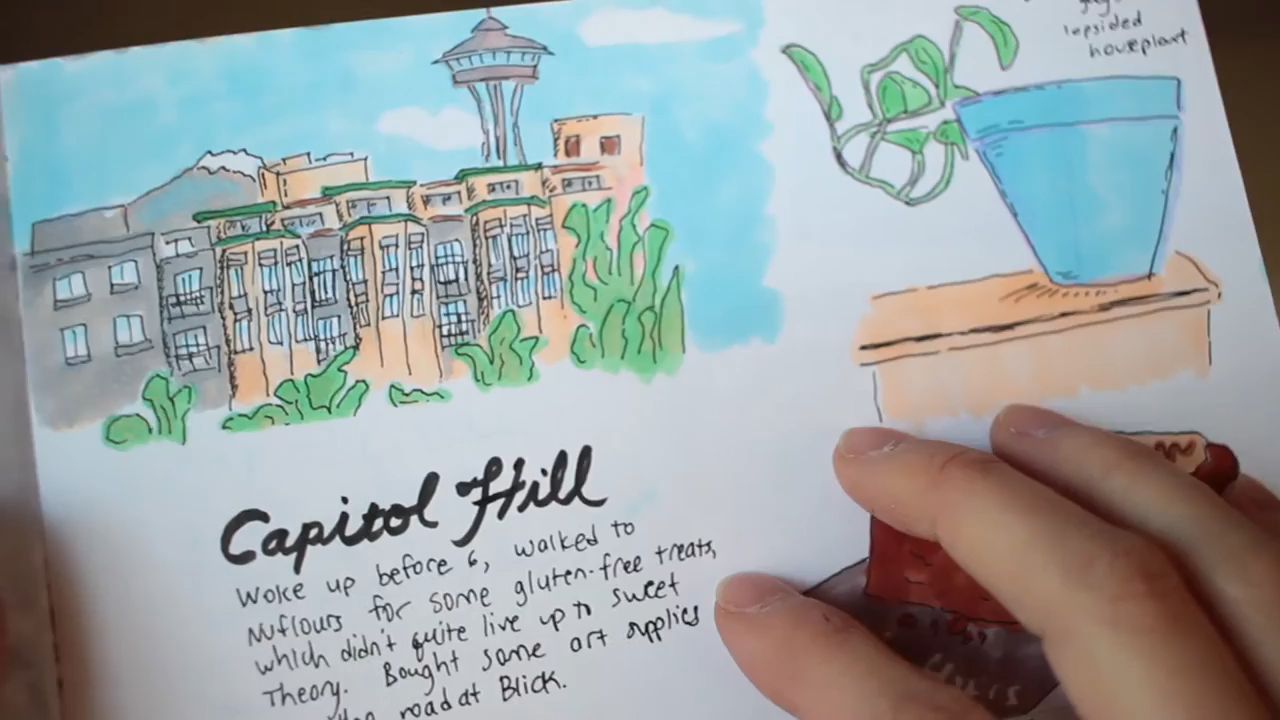 lopsided
houseplant
Capitol Hill
Woke up before 6, walked to
Nuflours for some gluten-free treats,
which didn't quite live up to sweet
Theory. Bought some art supplies
road at Blick.